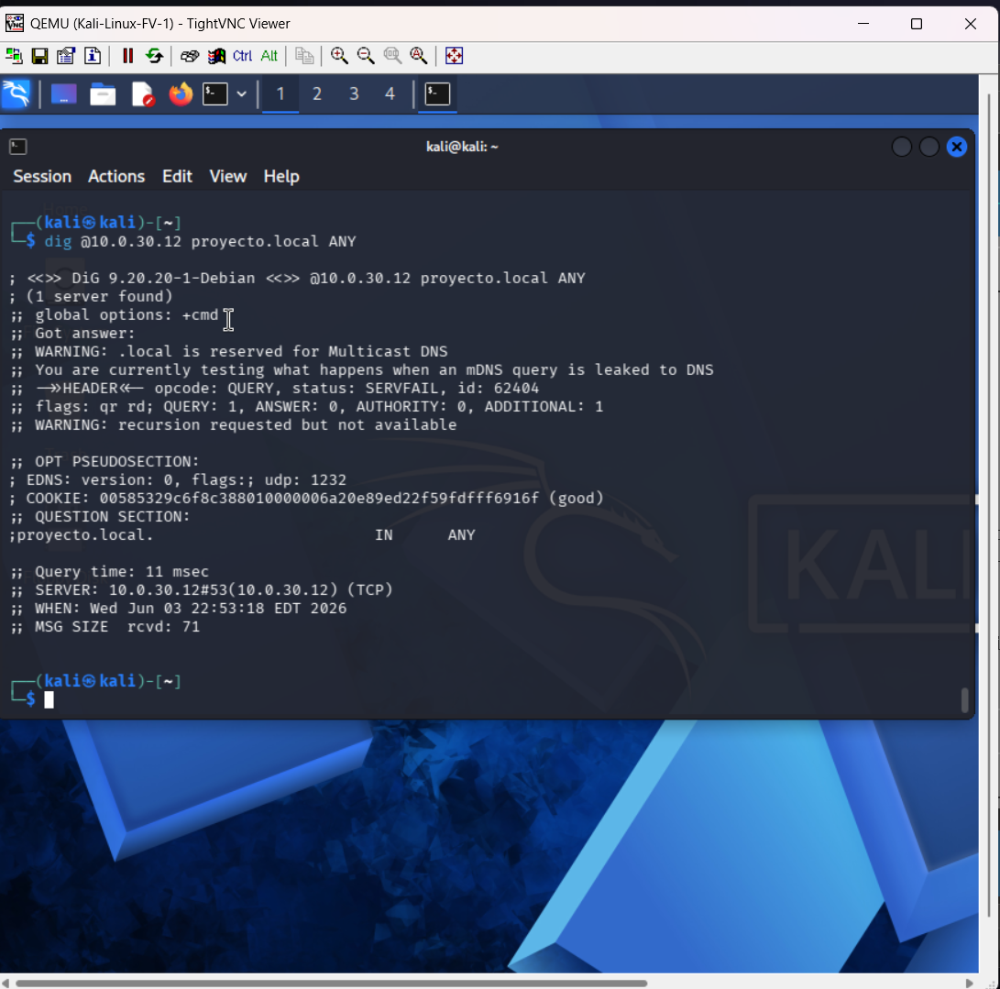 QEMU (Kali-Linux-FV-1) - TightVNC Viewer
Ctrl Alt
1 2 3 4
kali@kali: ~
Session Actions Edit View Help
┌──(kali㉿kali)-[~]
└─$ dig @10.0.30.12 proyecto.local ANY
; <<>> DiG 9.20.20-1-Debian <<>> @10.0.30.12 proyecto.local ANY
; (1 server found)
;; global options: +cmd
;; Got answer:
;; WARNING: .local is reserved for Multicast DNS
;; You are currently testing what happens when an mDNS query is leaked to DNS
;; ->>HEADER<<- opcode: QUERY, status: SERVFAIL, id: 62404
;; flags: qr rd; QUERY: 1, ANSWER: 0, AUTHORITY: 0, ADDITIONAL: 1
;; WARNING: recursion requested but not available
;; OPT PSEUDOSECTION:
; EDNS: version: 0, flags:; udp: 1232
; COOKIE: 00585329c6f8c388010000006a20e89ed22f59fdfff6916f (good)
;; QUESTION SECTION:
;proyecto.local. IN ANY
;; Query time: 11 msec
;; SERVER: 10.0.30.12#53(10.0.30.12) (TCP)
;; WHEN: Wed Jun 03 22:53:18 EDT 2026
;; MSG SIZE rcvd: 71
┌──(kali㉿kali)-[~]
└─$
KALI